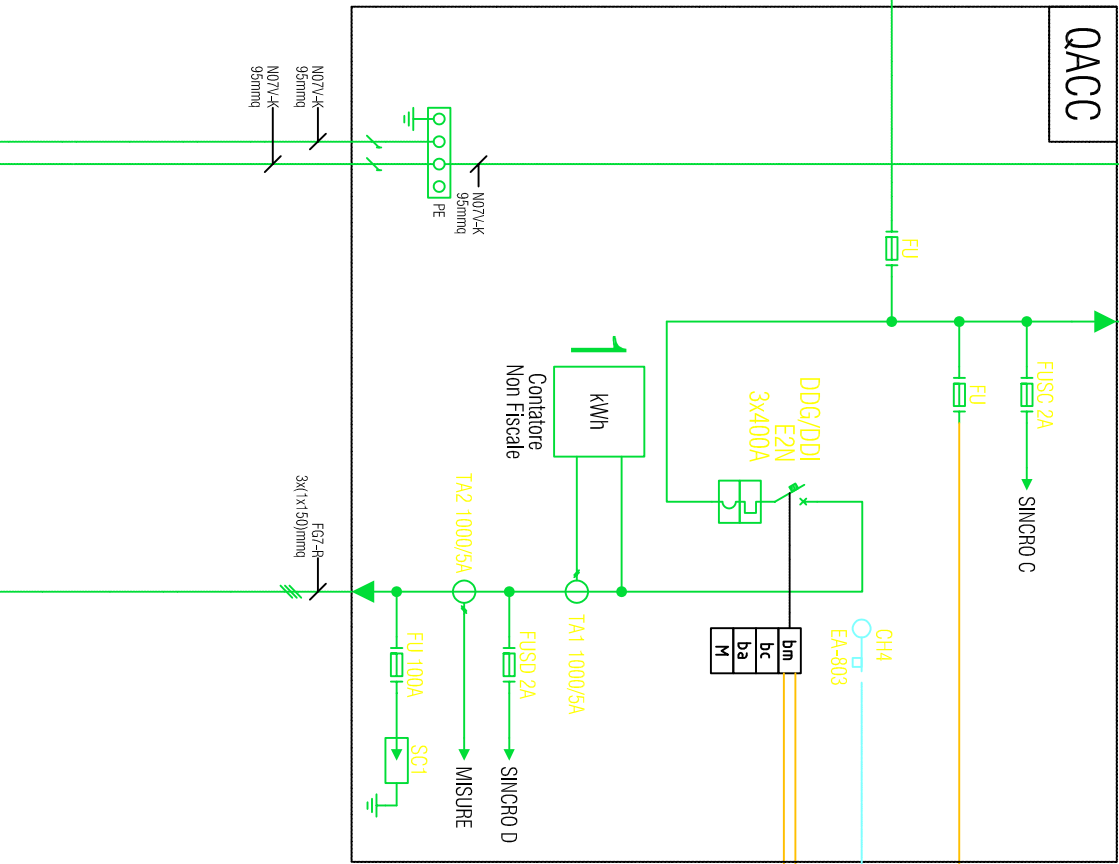 QACC
N07V-K
95mmq
N07V-K
95mmq
N07V-K
95mmq
PE
FU
FUSC 2A
FU
SINCRO C
DDG/DDI
E2N
3x400A
1
kWh
Contatore
Non Fiscale
TA2 1000/5A
TA1 1000/5A
FG7-R
3x(1x150)mmq
CH4
EA-803
bm
bc
ba
M
FUSD 2A
FU 100A
SC1
SINCRO D
MISURE